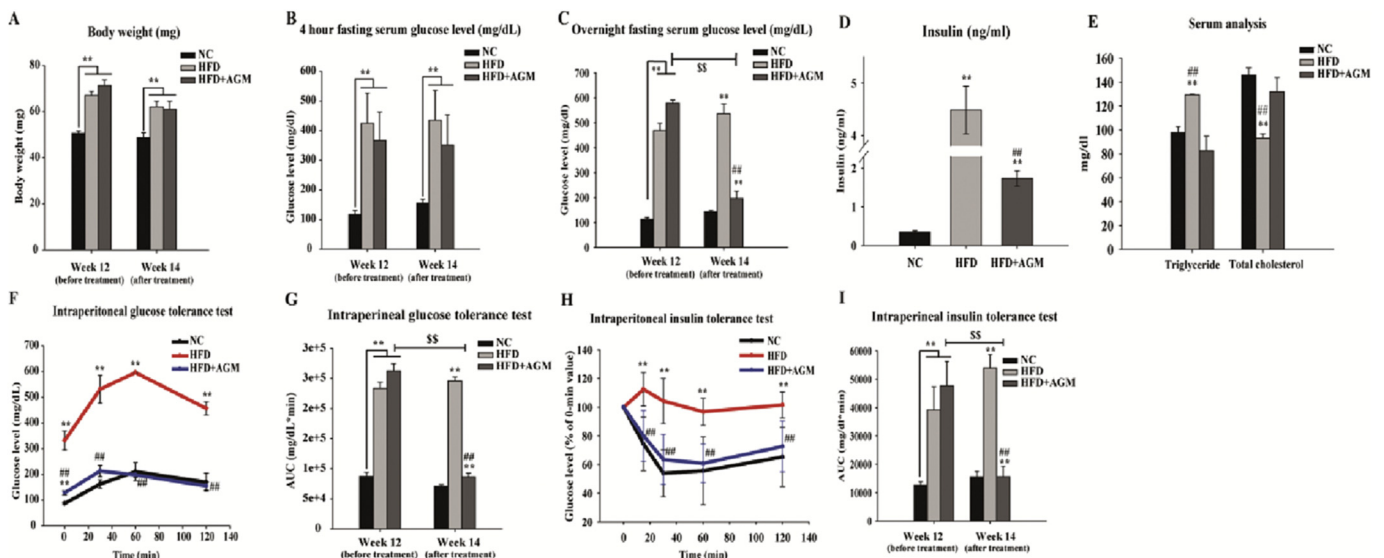 A
Body weight (mg)
NC
HFD
HFD+AGM
**
**
Body weight (mg)
80
60
40
20
0
Week 12
(before treatment)
Week 14
(after treatment)
B
4 hour fasting serum glucose level (mg/dL)
NC
HFD
HFD+AGM
**
**
Glucose level (mg/dl)
600
500
400
300
200
100
0
Week 12
(before treatment)
Week 14
(after treatment)
C
Overnight fasting serum glucose level (mg/dL)
NC
HFD
HFD+AGM
**
$$
**
##
**
Glucose level (mg/dl)
700
600
500
400
300
200
100
0
Week 12
(before treatment)
Week 14
(after treatment)
D
Insulin (ng/ml)
**
##
**
Insulin (ng/ml)
5
4
2
1
0
NC
HFD
HFD+AGM
E
Serum analysis
NC
HFD
HFD+AGM
##
**
##
**
mg/dl
160
140
120
100
80
60
40
20
0
Triglyceride
Total cholesterol
F
Intraperitoneal glucose tolerance test
NC
HFD
HFD+AGM
**
**
**
**
##
**
##
##
##
Glucose level (mg/dL)
700
600
500
400
300
200
100
0
0 20 40 60 80 100 120 140
Time (min)
G
Intraperineal glucose tolerance test
NC
HFD
HFD+AGM
**
$$
**
##
**
AUC (mg/dL*min)
3e+5
3e+5
2e+5
2e+5
1e+5
5e+4
0
Week 12
(before treatment)
Week 14
(after treatment)
H
Intraperitoneal insulin tolerance test
NC
HFD
HFD+AGM
**
**
**
**
##
##
##
##
Glucose level (% of 0-min value)
160
140
120
100
80
60
40
20
0
0 20 40 60 80 100 120 140
Time (min)
I
Intraperineal insulin tolerance test
NC
HFD
HFD+AGM
**
$$
**
##
**
AUC (mg/dl*min)
60000
50000
40000
30000
20000
10000
0
Week 12
(before treatment)
Week 14
(after treatment)